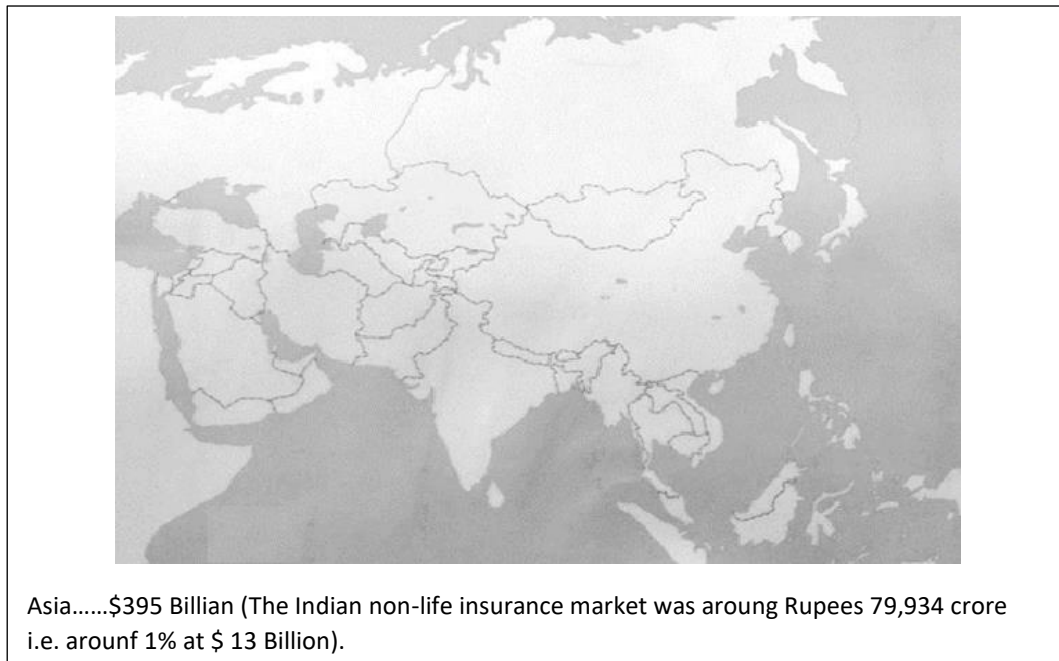 Asia……$395 Billian (The Indian non-life insurance market was aroung Rupees 79,934 crore
i.e. arounf 1% at $ 13 Billion).